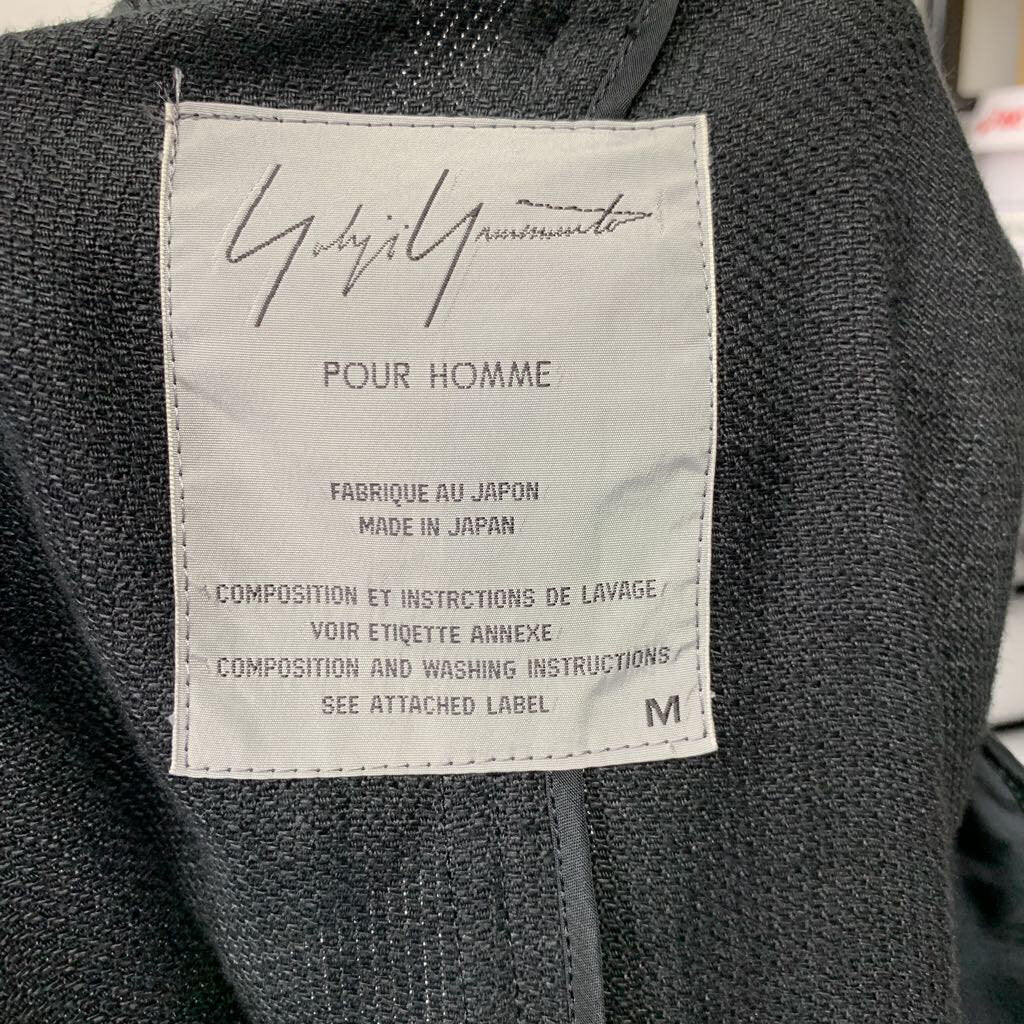 Yohji Yamamoto
POUR HOMME
FABRIQUE AU JAPON
MADE IN JAPAN
COMPOSITION ET INSTRCTIONS DE LAVAGE
VOIR ETIQETTE ANNEXE
COMPOSITION AND WASHING INSTRUCTIONS
SEE ATTACHED LABEL
M